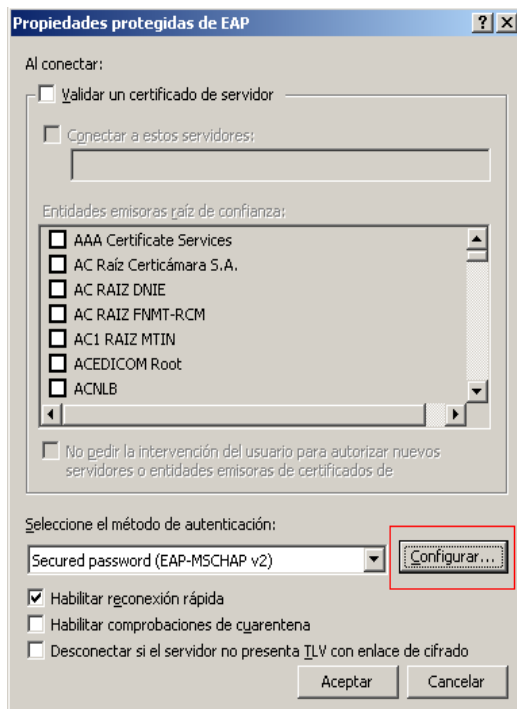 Propiedades protegidas de EAP
Al conectar:
Validar un certificado de servidor
Conectar a estos servidores:
Entidades emisoras raíz de confianza:
AAA Certificate Services
AC Raíz Certicámara S.A.
AC RAIZ DNIE
AC RAIZ FNMT-RCM
AC1 RAIZ MTIN
ACEDICOM Root
ACNLB
No pedir la intervención del usuario para autorizar nuevos
servidores o entidades emisoras de certificados de
Seleccione el método de autenticación:
Secured password (EAP-MSCHAP v2)
Configurar...
Habilitar reconexión rápida
Habilitar comprobaciones de cuarentena
Desconectar si el servidor no presenta TLV con enlace de cifrado
Aceptar Cancelar